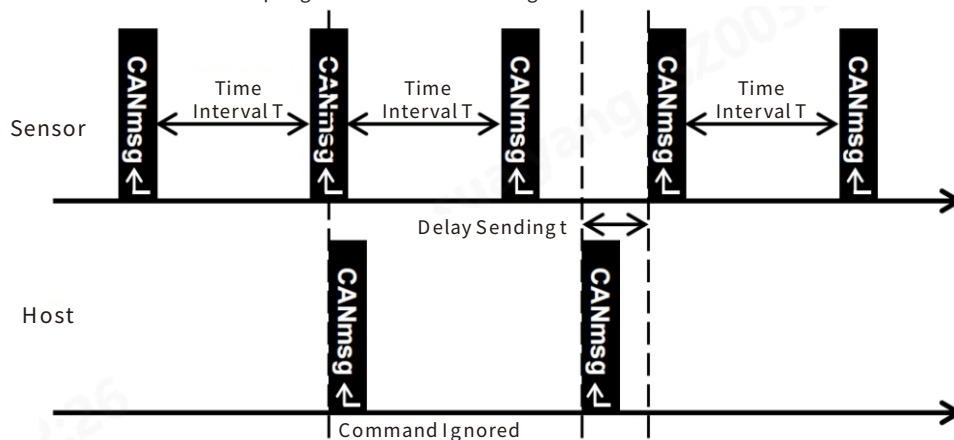 CANmsg
CANmsg
CANmsg
CANmsg
CANmsg
Time
Interval T
Time
Interval T
Time
Interval T
Sensor
Delay Sending t
CANmsg
CANmsg
Host
Command Ignored